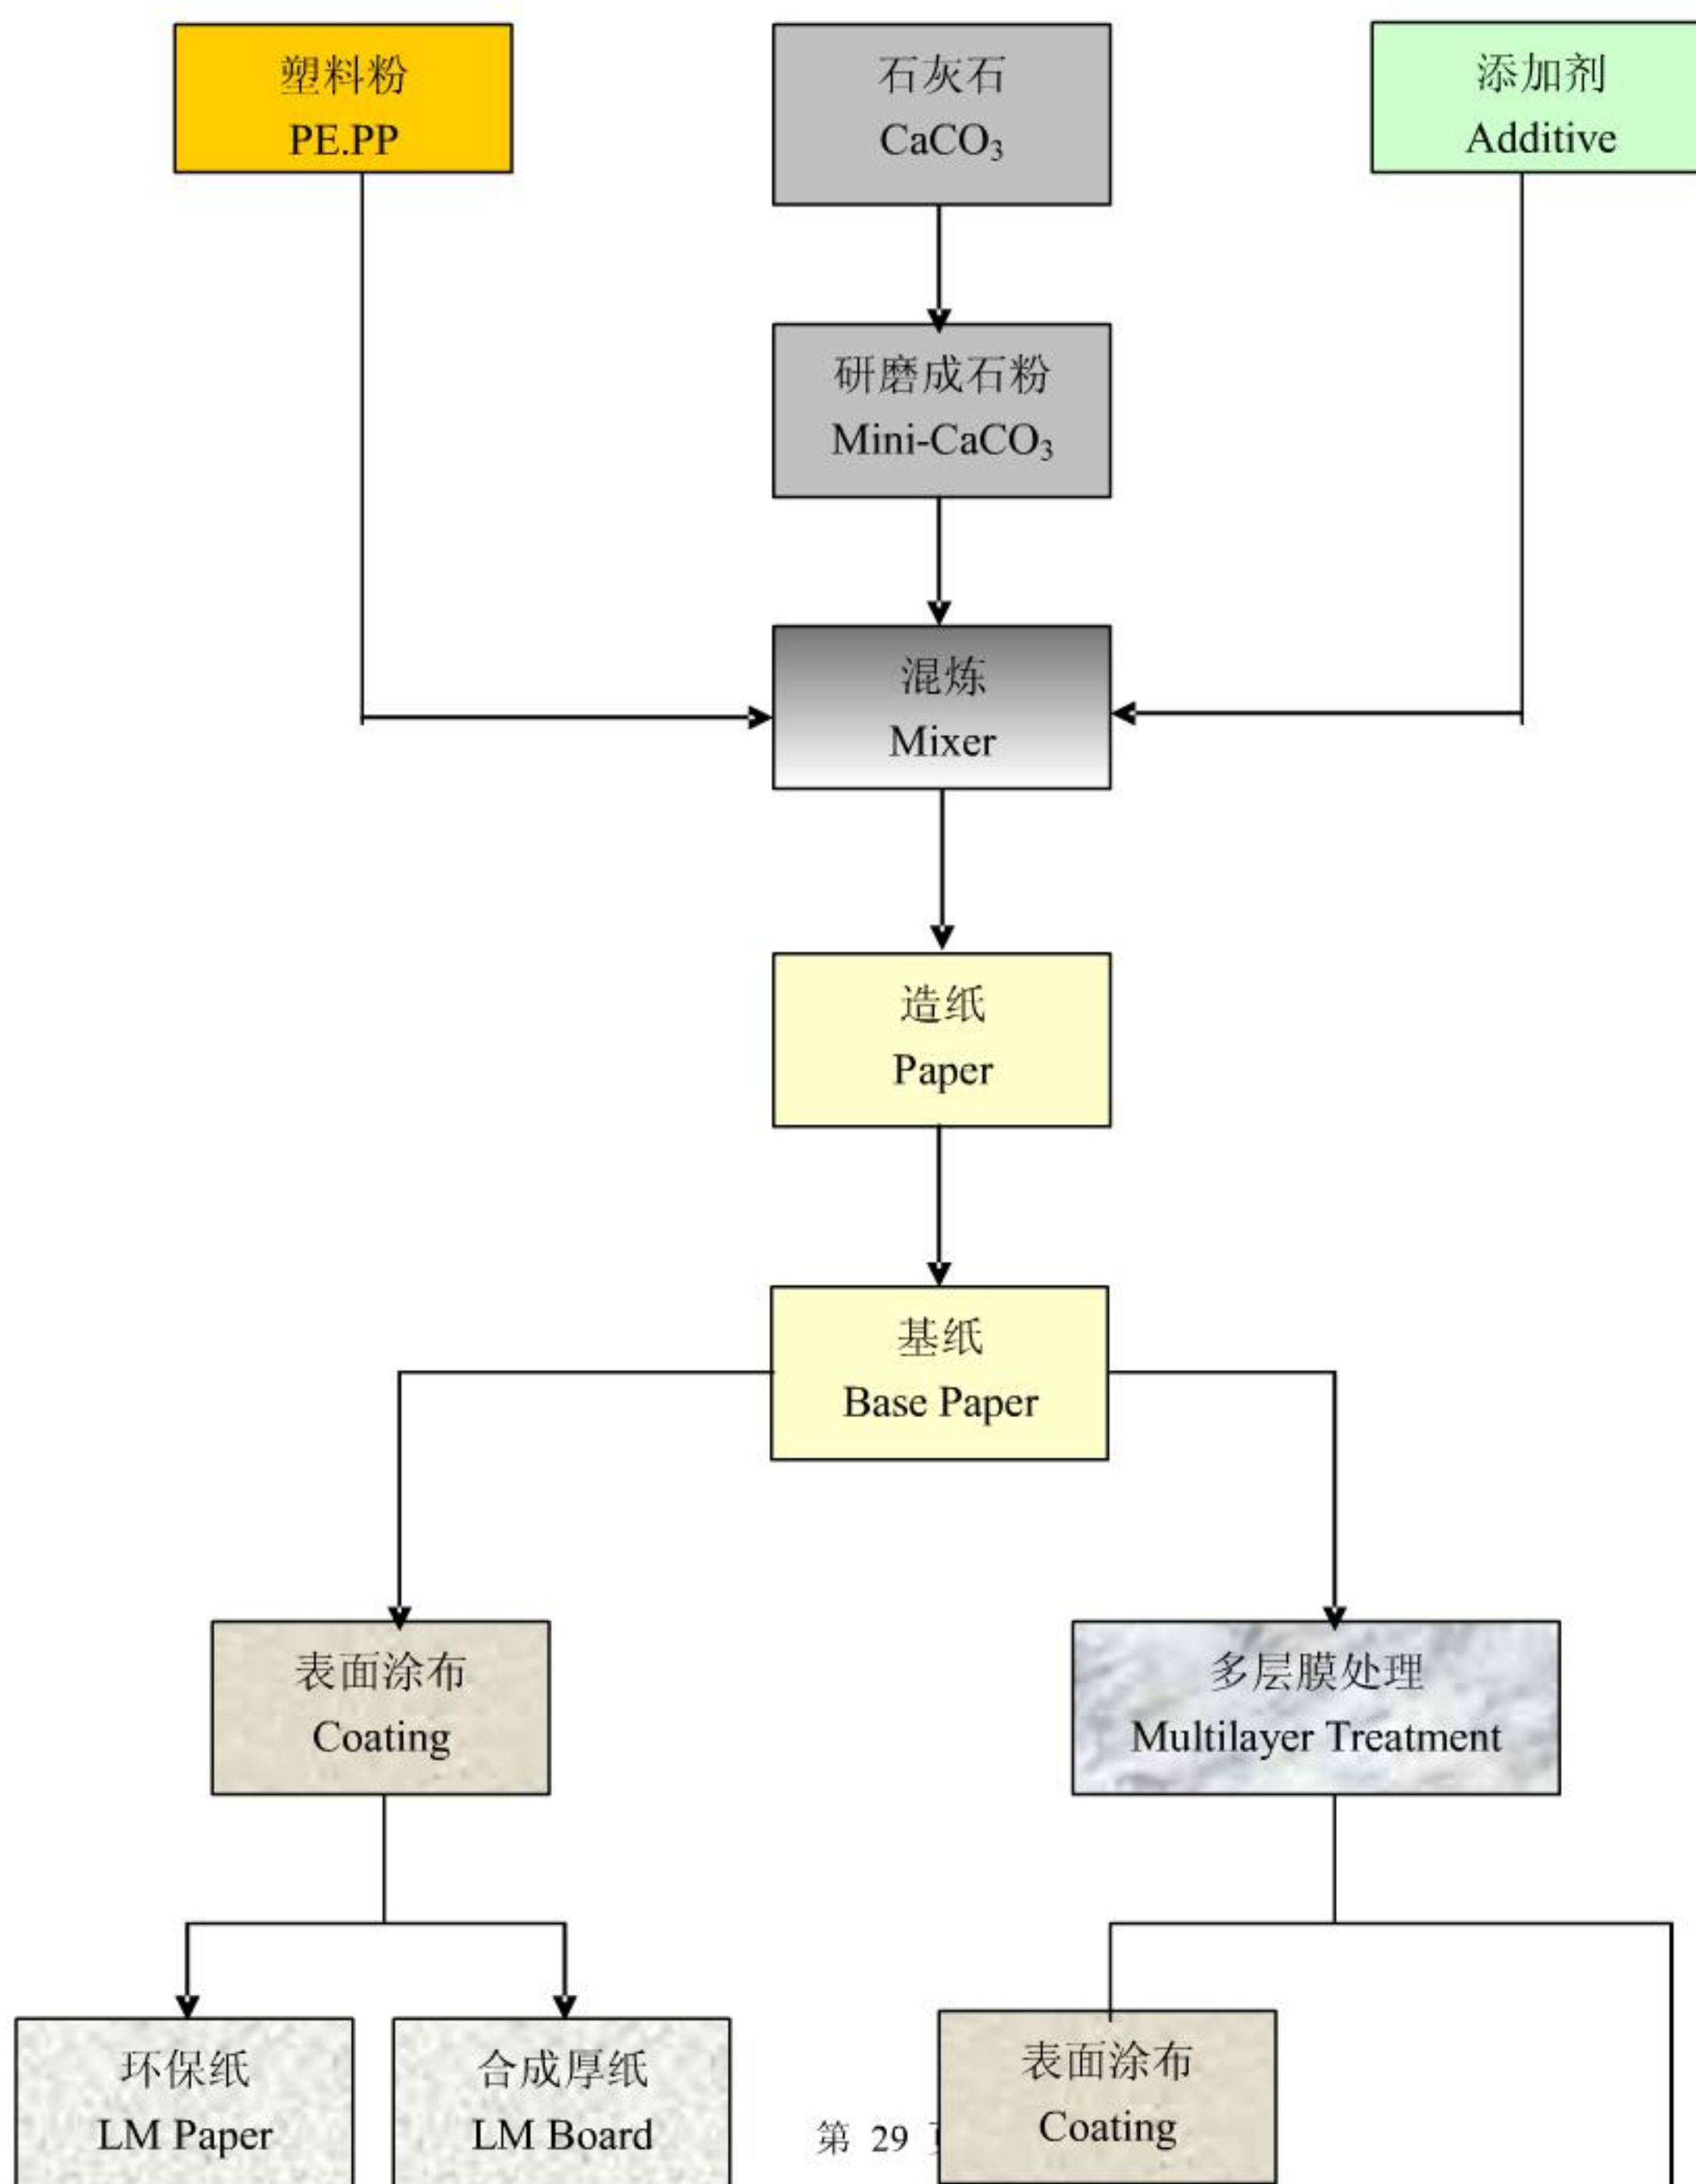 塑料粉
PE.PP
石灰石
CaCO₃
添加剂
Additive
研磨成石粉
Mini-CaCO₃
混炼
Mixer
造纸
Paper
基纸
Base Paper
表面涂布
Coating
多层膜处理
Multilayer Treatment
环保纸
LM Paper
合成厚纸
LM Board
表面涂布
Coating
第 29